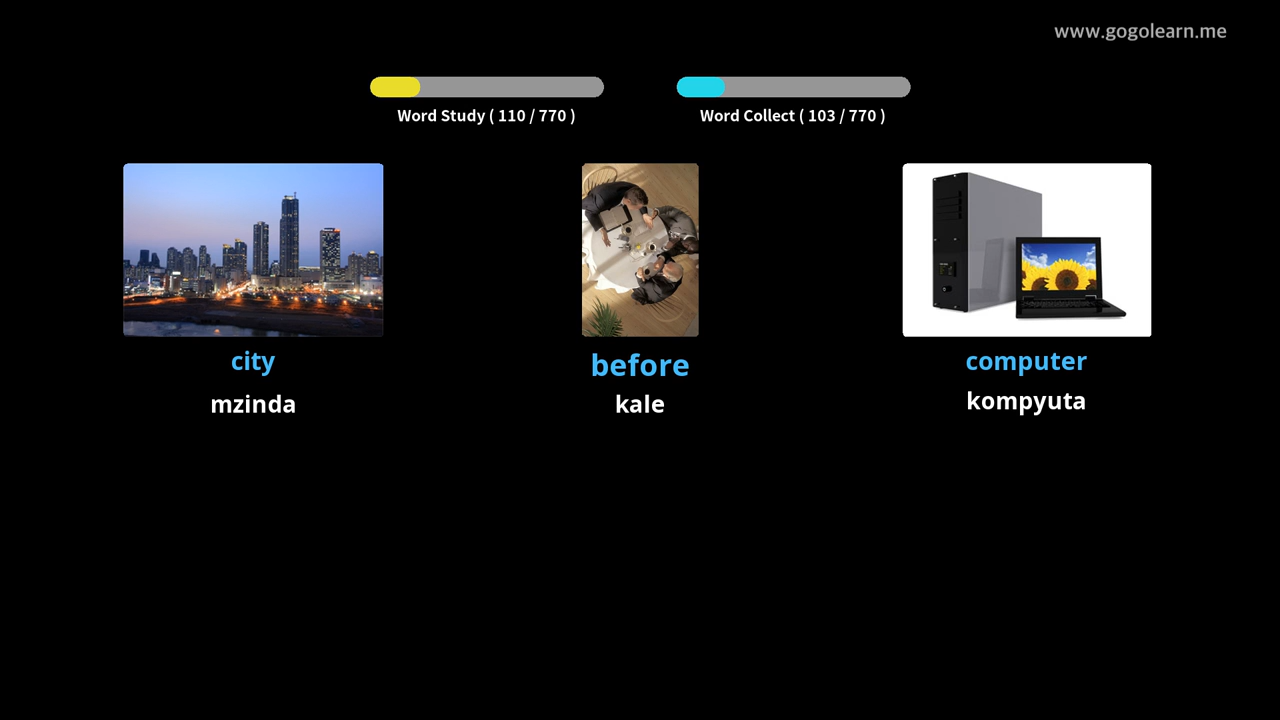 www.gogolearn.me
Word Study ( 110 / 770 )
Word Collect ( 103 / 770 )
city
before
computer
mzinda
kale
kompyuta